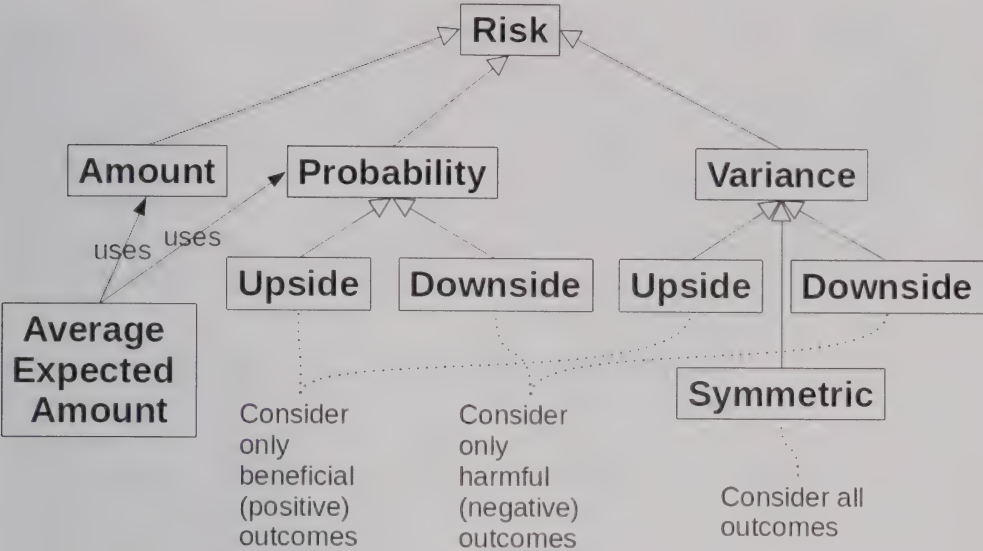 Risk
Amount
Probability
Variance
uses
uses
Upside
Downside
Upside
Downside
Average
Expected
Amount
Symmetric
Consider
only
beneficial
(positive)
outcomes
Consider
only
harmful
(negative)
outcomes
Consider all
outcomes